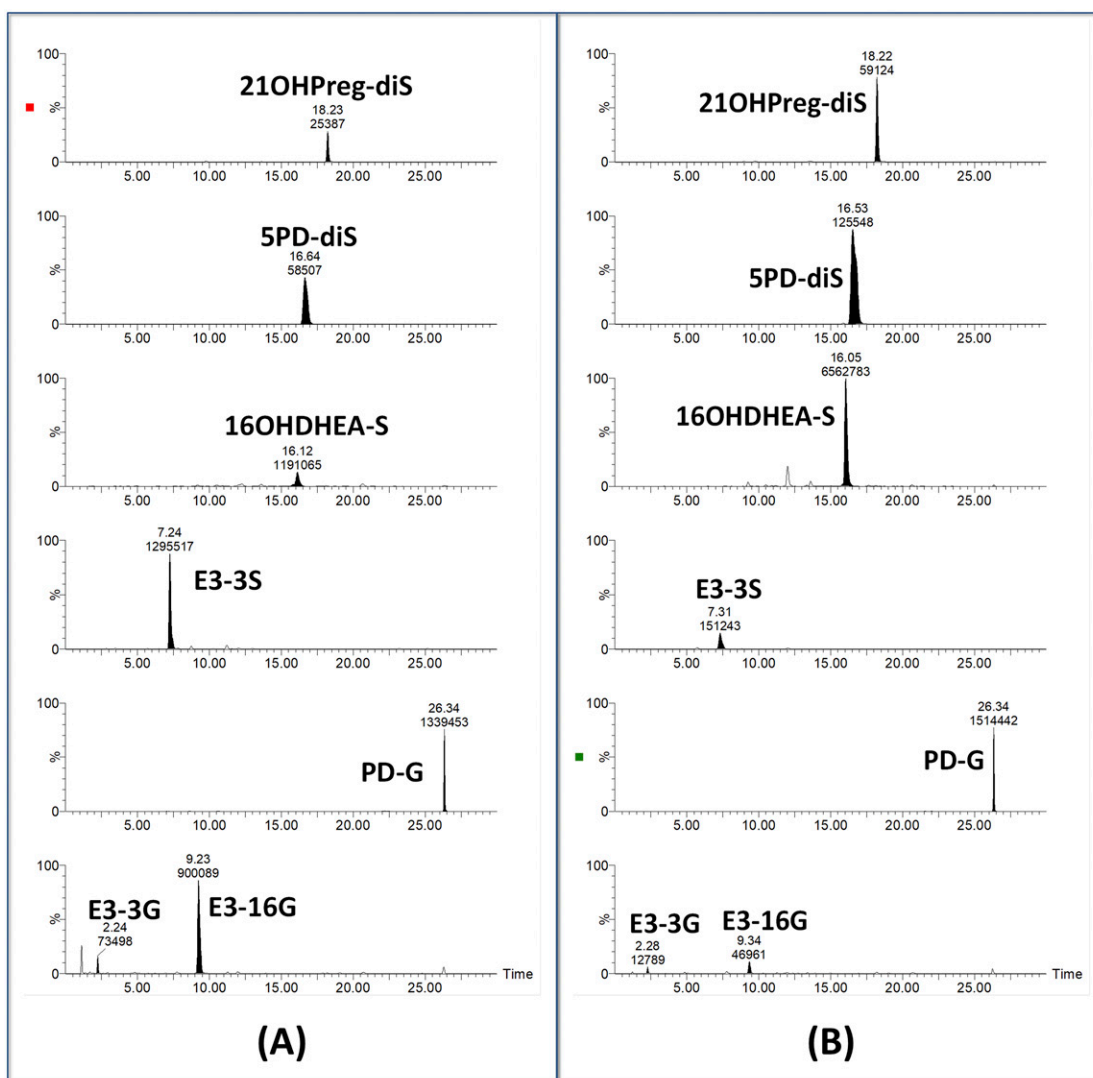 100
21OHPreg-diS
18.23
25387
%
0
5.00 10.00 15.00 20.00 25.00
100
5PD-diS
16.64
58507
%
0
5.00 10.00 15.00 20.00 25.00
100
16OHDHEA-S
16.12
1191065
%
0
5.00 10.00 15.00 20.00 25.00
100
7.24
1295517
E3-3S
%
0
5.00 10.00 15.00 20.00 25.00
100
26.34
1339453
PD-G
%
0
5.00 10.00 15.00 20.00 25.00
100
9.23
900089
E3-3G
E3-16G
2.24
73498
%
0
Time
5.00 10.00 15.00 20.00 25.00
(A)
100
18.22
59124
21OHPreg-diS
%
0
5.00 10.00 15.00 20.00 25.00
100
16.53
125548
5PD-diS
%
0
5.00 10.00 15.00 20.00 25.00
100
16.05
6562783
16OHDHEA-S
%
0
5.00 10.00 15.00 20.00 25.00
100
E3-3S
7.31
151243
%
0
5.00 10.00 15.00 20.00 25.00
100
26.34
1514442
PD-G
%
0
5.00 10.00 15.00 20.00 25.00
100
E3-3G
E3-16G
2.28
12789
9.34
46961
%
0
Time
5.00 10.00 15.00 20.00 25.00
(B)